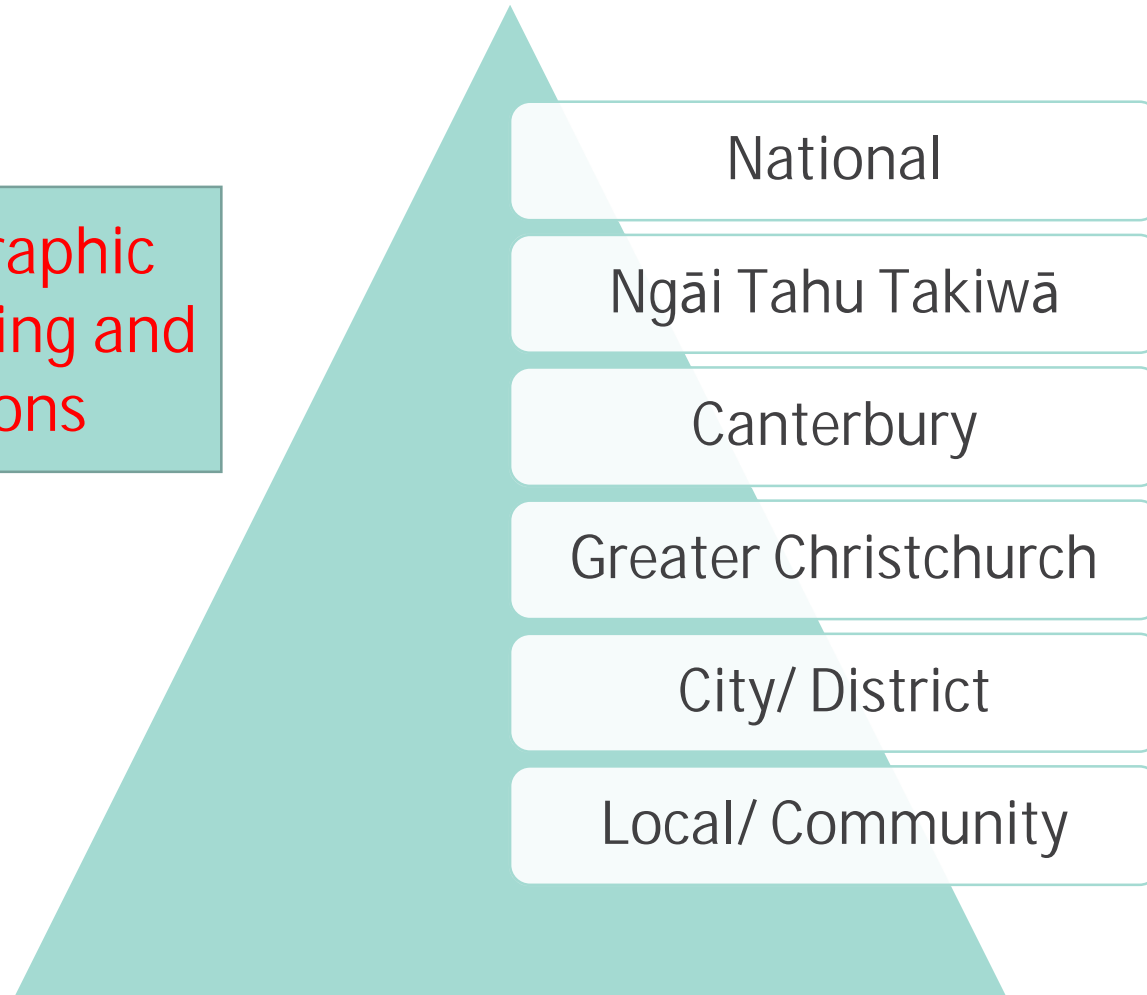 raphic
ing and
ons
National
Ngāi Tahu Takiwā
Canterbury
Greater Christchurch
City/ District
Local/ Community